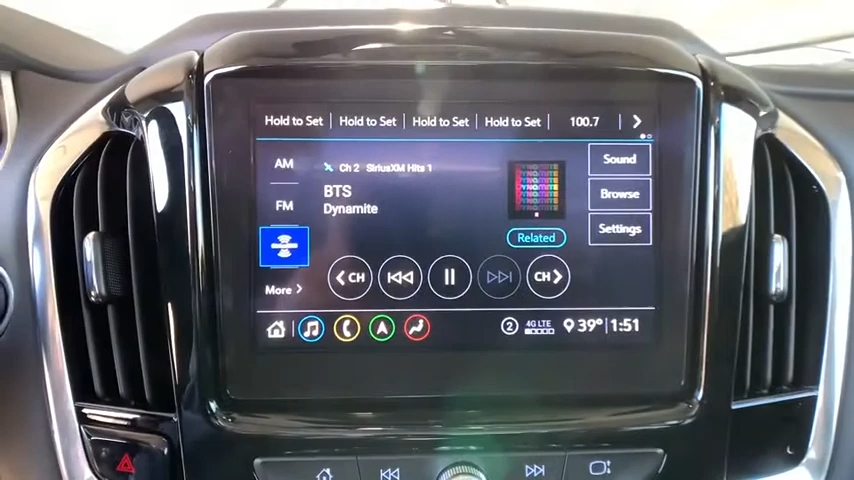 Hold to Set Hold to Set Hold to Set Hold to Set 100.7
AM
Ch 2 SiriusXM Hits 1
Sound
BTS
Browse
FM
Dynamite
Settings
Related
More
CH
CH
2 4G LTE 39° 1:51